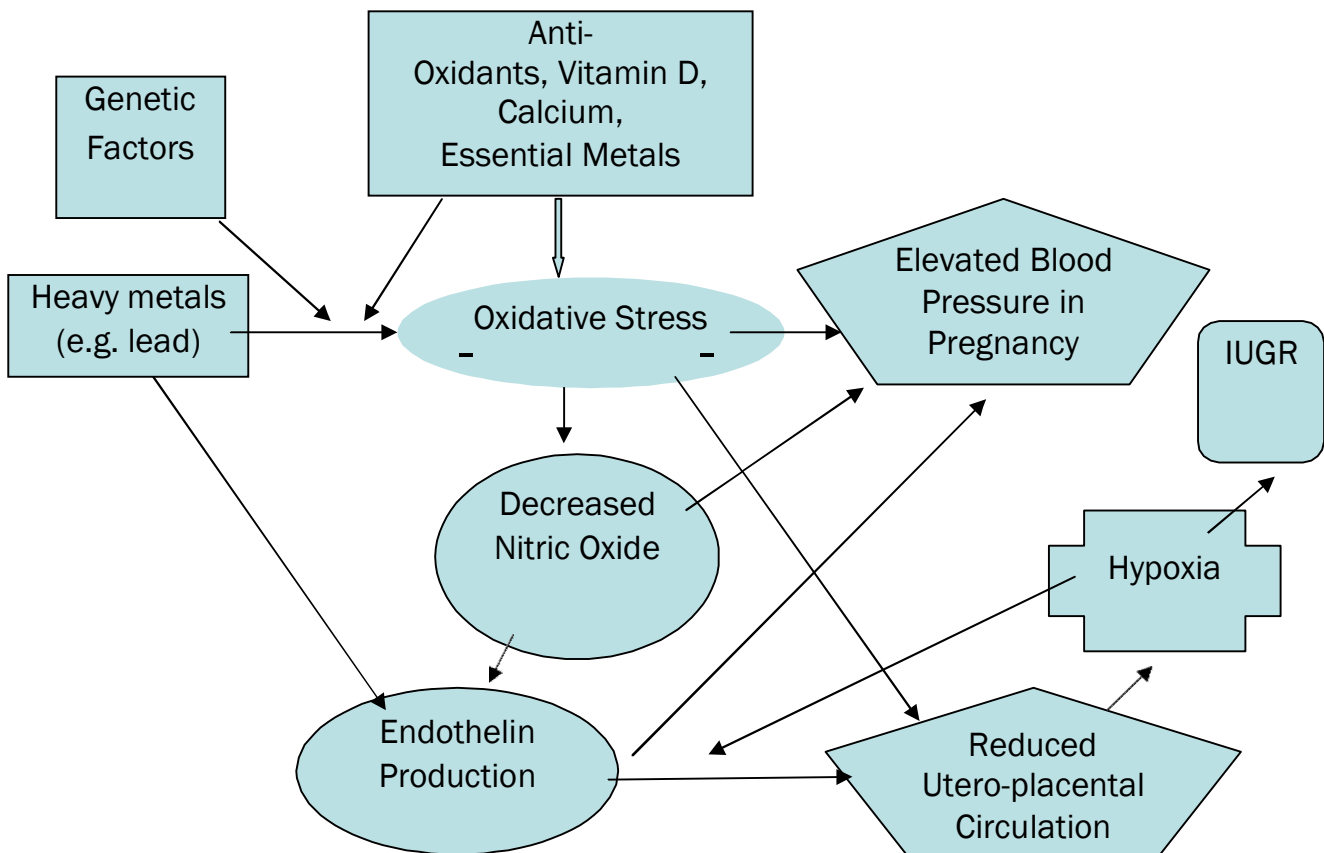 Anti-
Oxidants, Vitamin D,
Calcium,
Essential Metals
Genetic
Factors
Heavy metals
(e.g. lead)
Oxidative Stress
- -
Elevated Blood
Pressure in
Pregnancy
IUGR
Decreased
Nitric Oxide
Hypoxia
Endothelin
Production
Reduced
Utero-placental
Circulation